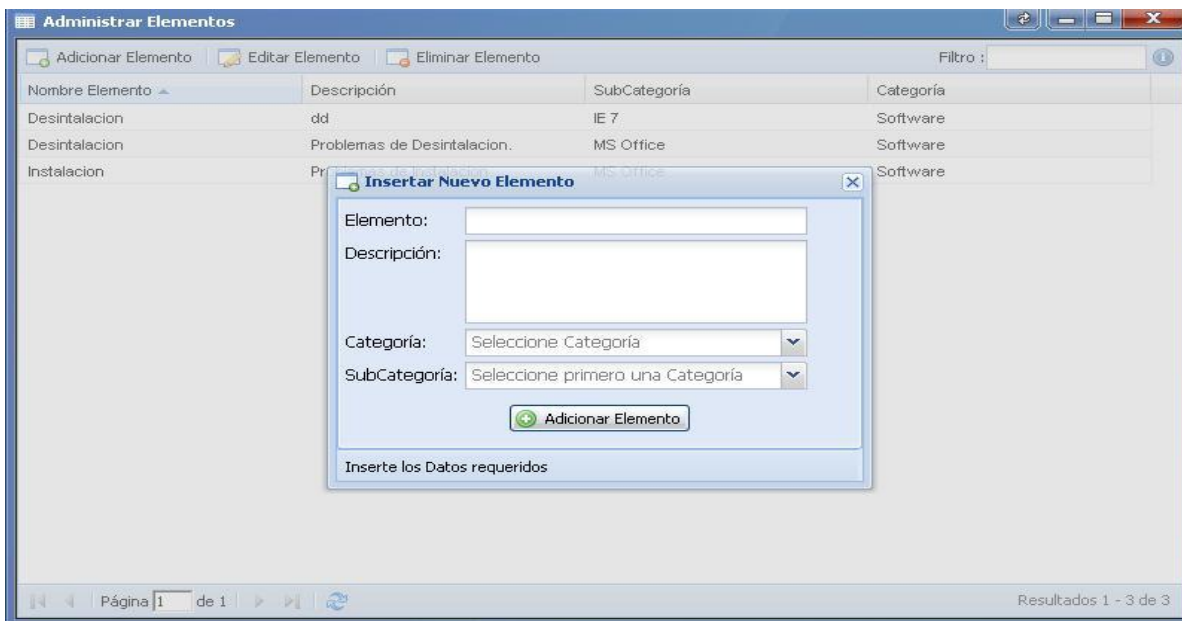 Administrar Elementos
Adicionar Elemento Editar Elemento Eliminar Elemento Filtro :
Nombre Elemento Descripción SubCategoría Categoría
Desintalacion dd IE 7 Software
Desintalacion Problemas de Desintalacion. MS Office Software
Instalacion Problemas de Instalacion. MS Office Software
Insertar Nuevo Elemento
Elemento:
Descripción:
Categoría: Seleccione Categoría
SubCategoría: Seleccione primero una Categoría
Adicionar Elemento
Inserte los Datos requeridos
Página 1 de 1 Resultados 1 - 3 de 3